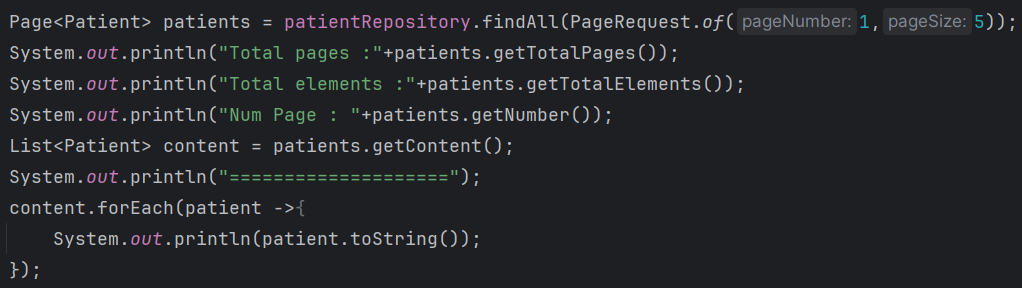 Page<Patient> patients = patientRepository.findAll(PageRequest.of( pageNumber: 1, pageSize: 5));
System.out.println("Total pages :"+patients.getTotalPages());
System.out.println("Total elements :"+patients.getTotalElements());
System.out.println("Num Page : "+patients.getNumber());
List<Patient> content = patients.getContent();
System.out.println("====================");
content.forEach(patient ->{
    System.out.println(patient.toString());
});